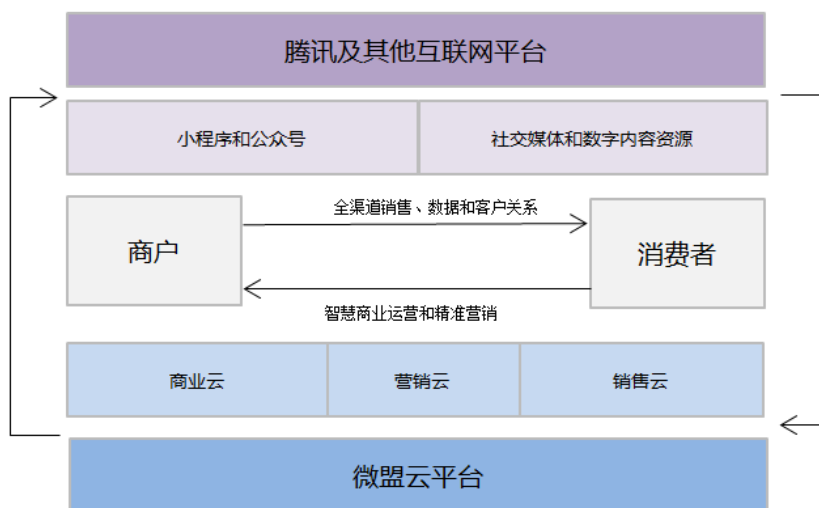 腾讯及其他互联网平台
小程序和公众号
社交媒体和数字内容资源
全渠道销售、数据和客户关系
商户
消费者
智慧商业运营和精准营销
商业云
营销云
销售云
微盟云平台